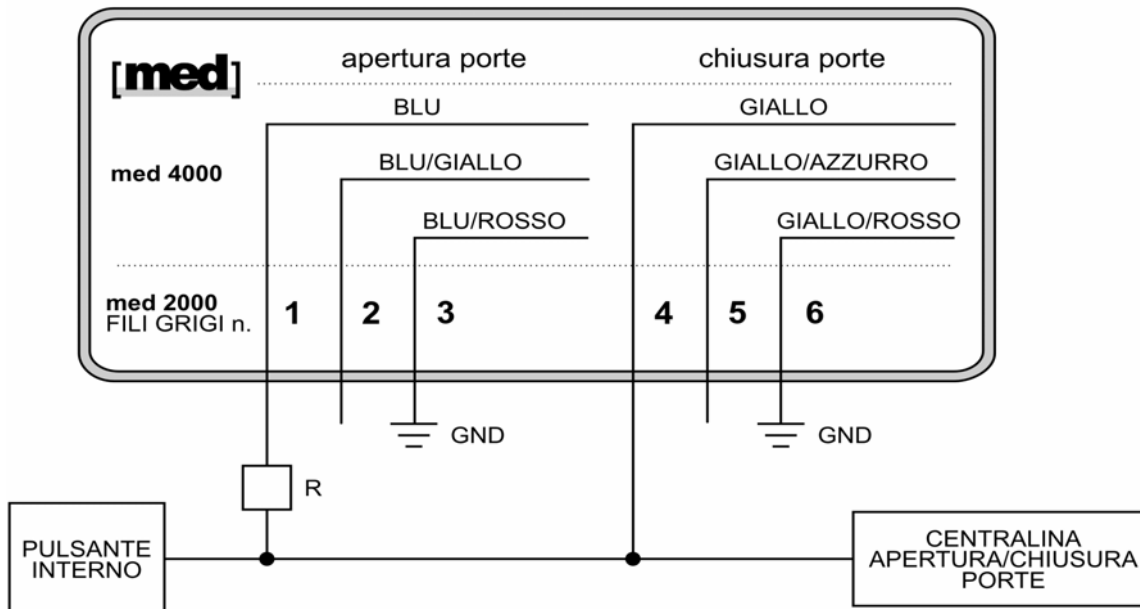 [med]
apertura porte
chiusura porte
BLU
GIALLO
med 4000
BLU/GIALLO
GIALLO/AZZURRO
BLU/ROSSO
GIALLO/ROSSO
med 2000
FILI GRIGI n.
1
2
3
4
5
6
GND
GND
R
PULSANTE
INTERNO
CENTRALINA
APERTURA/CHIUSURA
PORTE